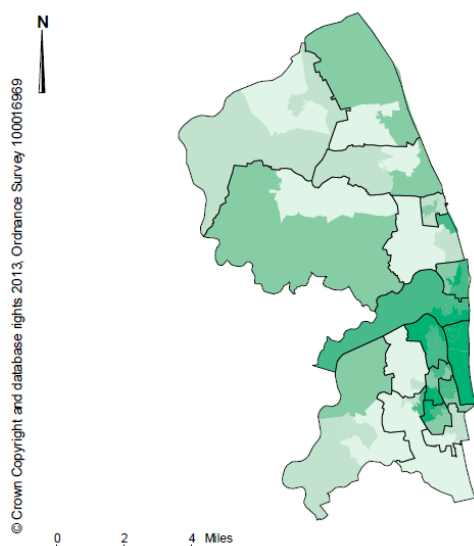 N
© Crown Copyright and database rights 2013, Ordnance Survey 100016969
0 2 4 Miles